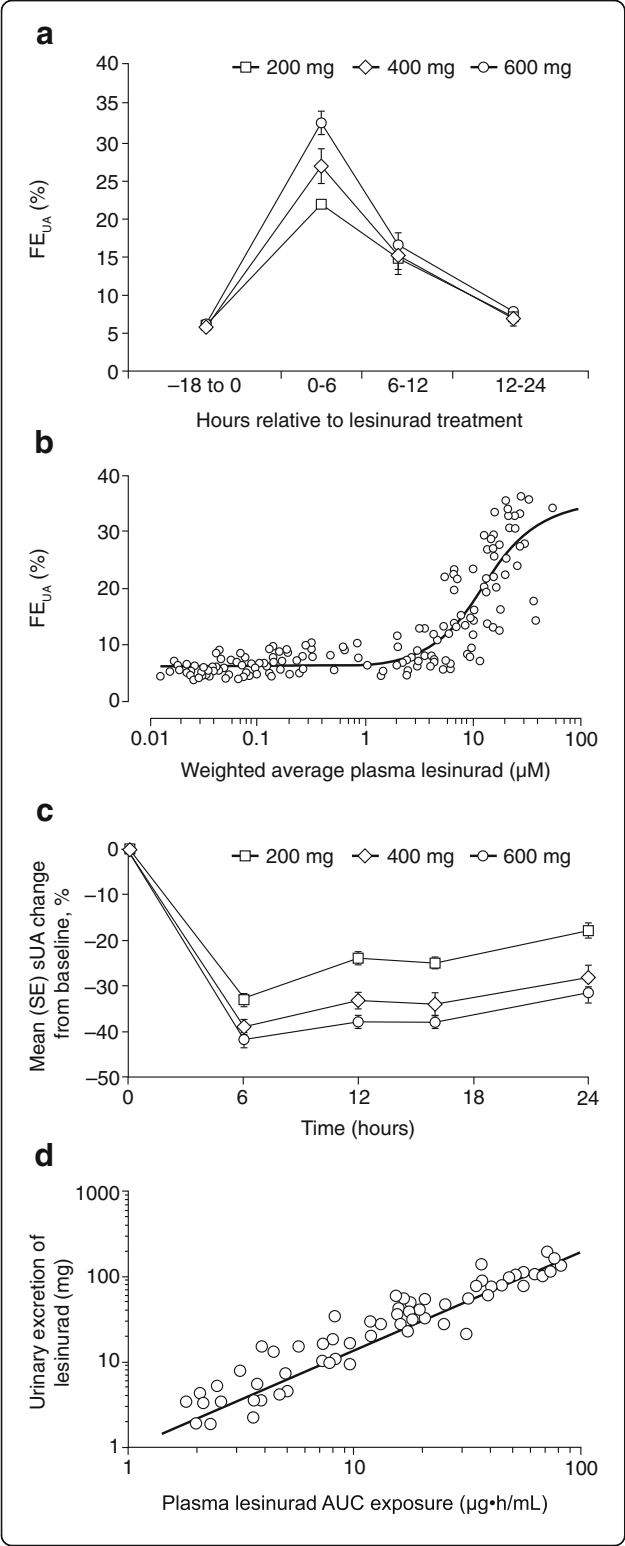 a
200 mg 400 mg 600 mg
40
35
30
25
20
15
10
5
0
FEUA (%)
–18 to 0 0-6 6-12 12-24
Hours relative to lesinurad treatment
b
40
30
20
10
0
FEUA (%)
0.01 0.1 1 10 100
Weighted average plasma lesinurad (µM)
c
200 mg 400 mg 600 mg
0
–10
–20
–30
–40
–50
Mean (SE) sUA change
from baseline, %
0 6 12 18 24
Time (hours)
d
1000
100
10
1
Urinary excretion of
lesinurad (mg)
1 10 100
Plasma lesinurad AUC exposure (µg•h/mL)